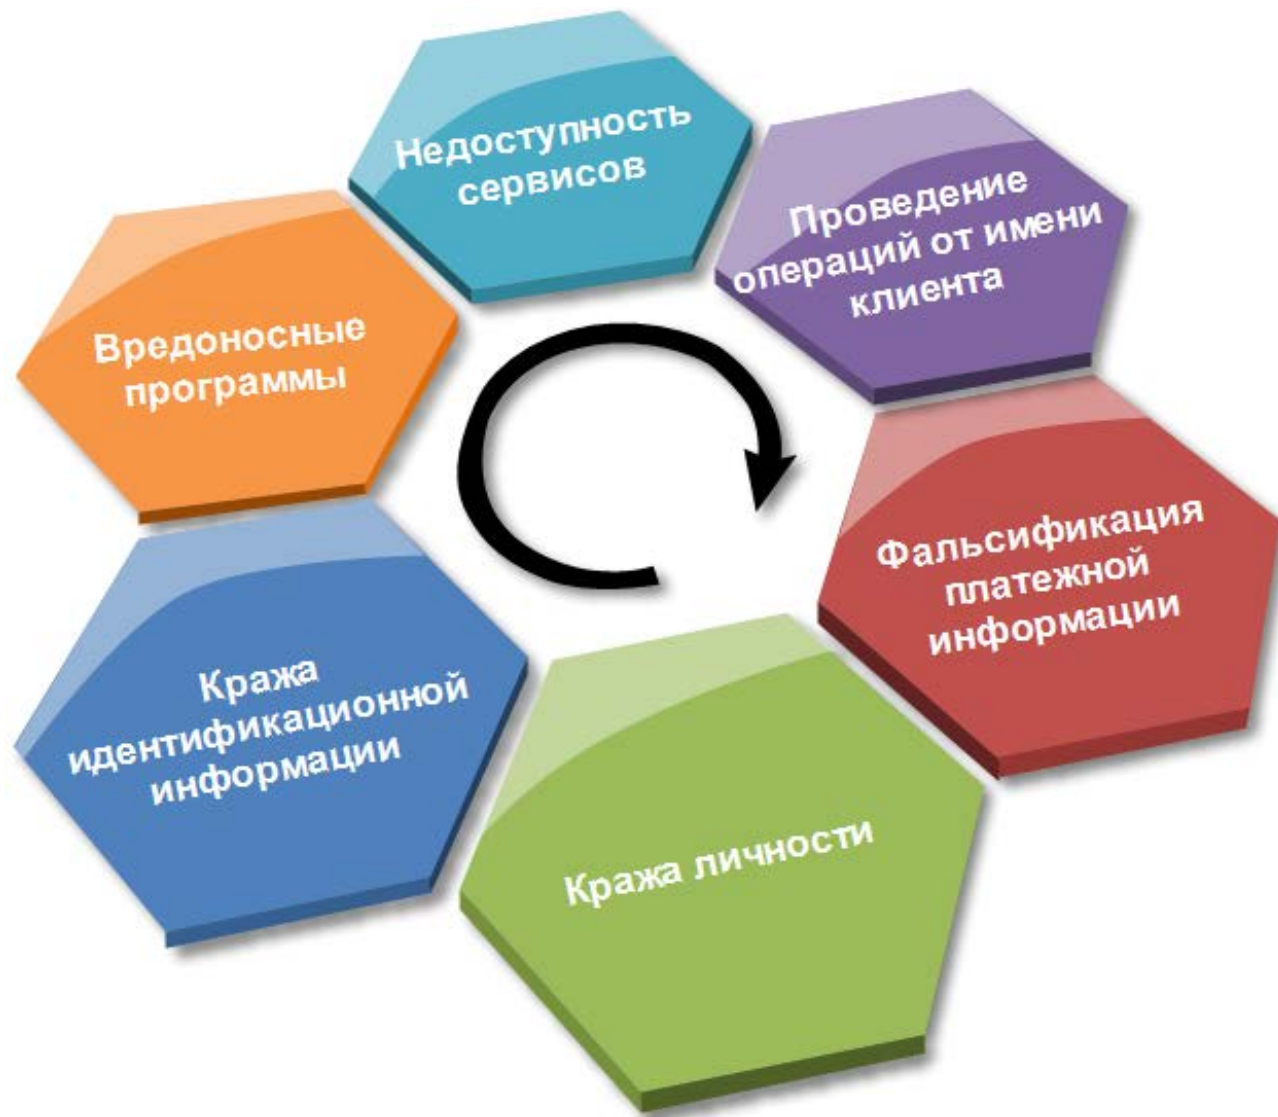 Недоступность
сервисов
Проведение
операций от имени
клиента
Вредоносные
программы
Фальсификация
платежной
информации
Кража
идентификационной
информации
Кража личности